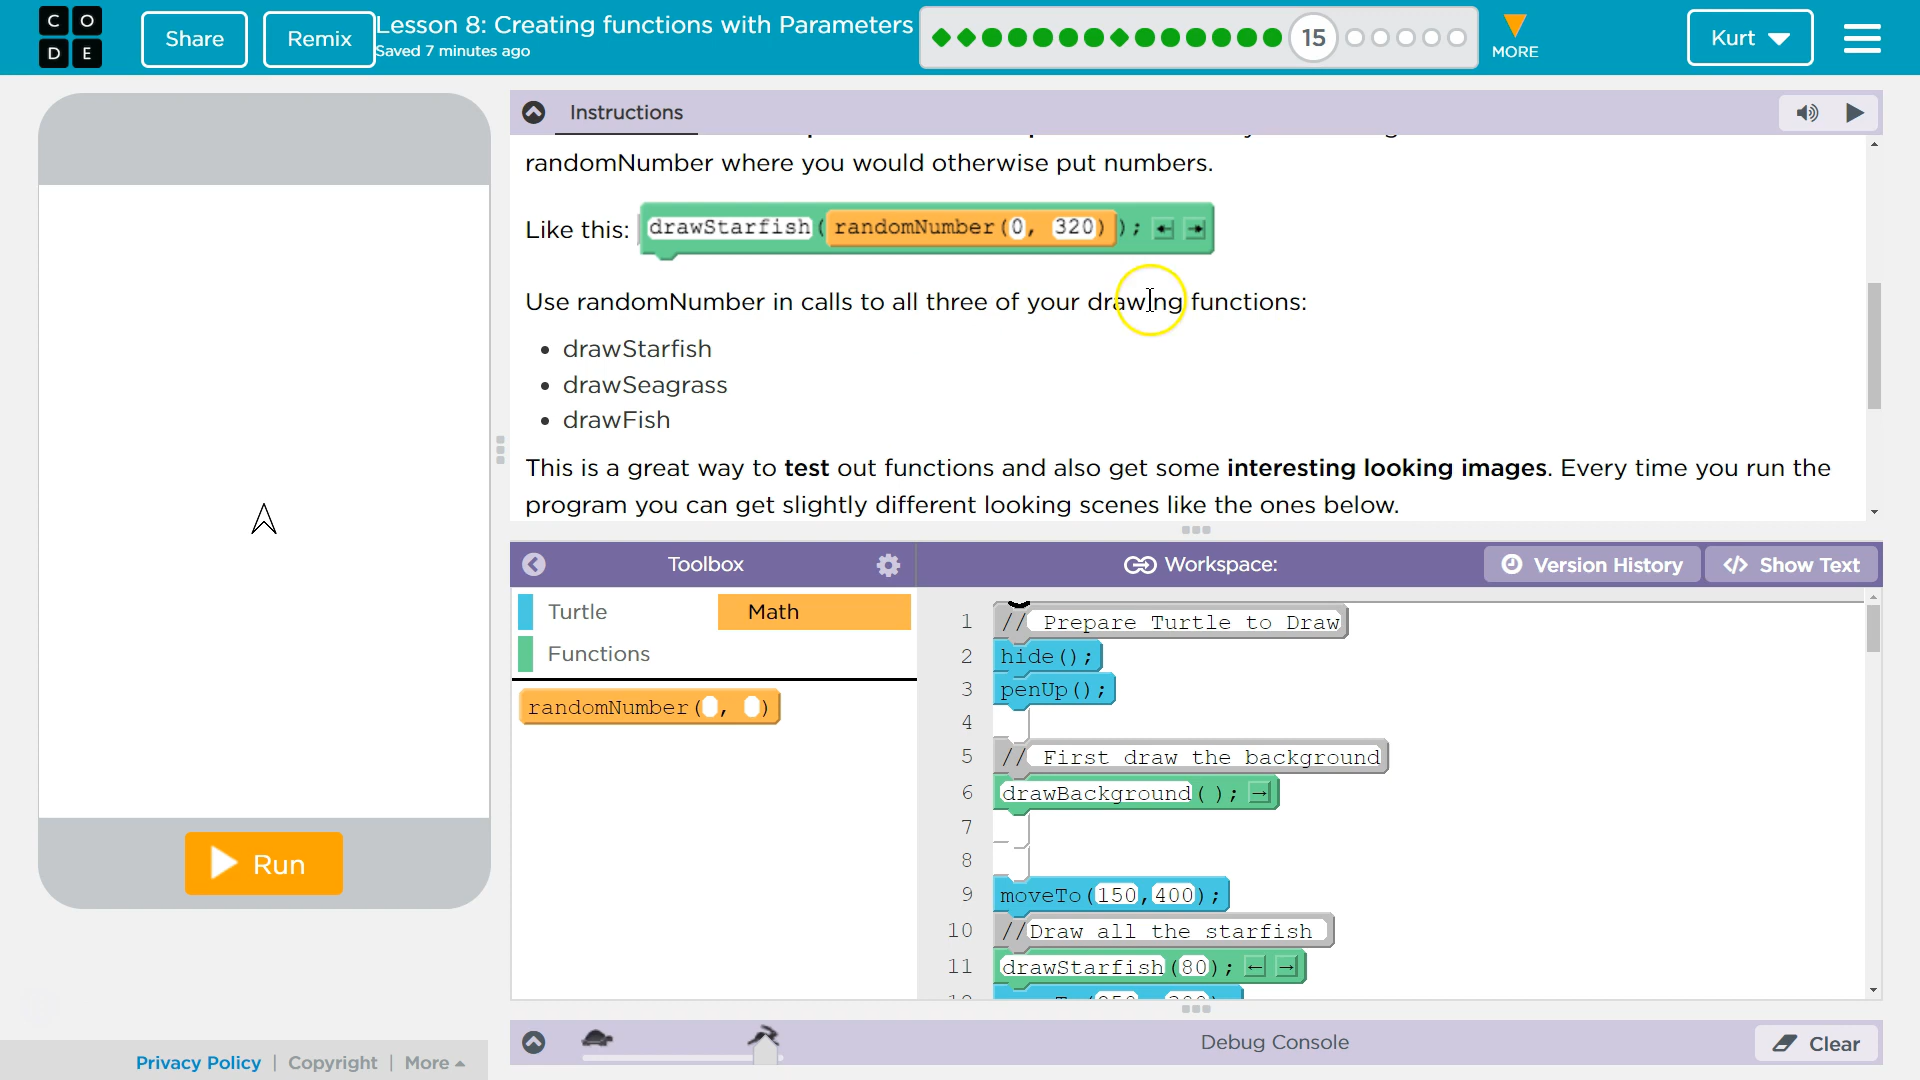 C O
D E
Share
Remix
Lesson 8: Creating functions with Parameters
Saved 7 minutes ago
15
MORE
Kurt
Instructions
randomNumber where you would otherwise put numbers.
Like this: drawStarfish(randomNumber(0, 320));
Use randomNumber in calls to all three of your drawing functions:
• drawStarfish
• drawSeagrass
• drawFish
This is a great way to test out functions and also get some interesting looking images. Every time you run the
program you can get slightly different looking scenes like the ones below.
Toolbox
Workspace:
Version History
</> Show Text
Turtle
Math
Functions
randomNumber( , )
1 // Prepare Turtle to Draw
2 hide();
3 penUp();
4
5 // First draw the background
6 drawBackground( );
7
8
9 moveTo(150,400);
10 //Draw all the starfish
11 drawStarfish(80);
Run
Debug Console
Clear
Privacy Policy | Copyright | More